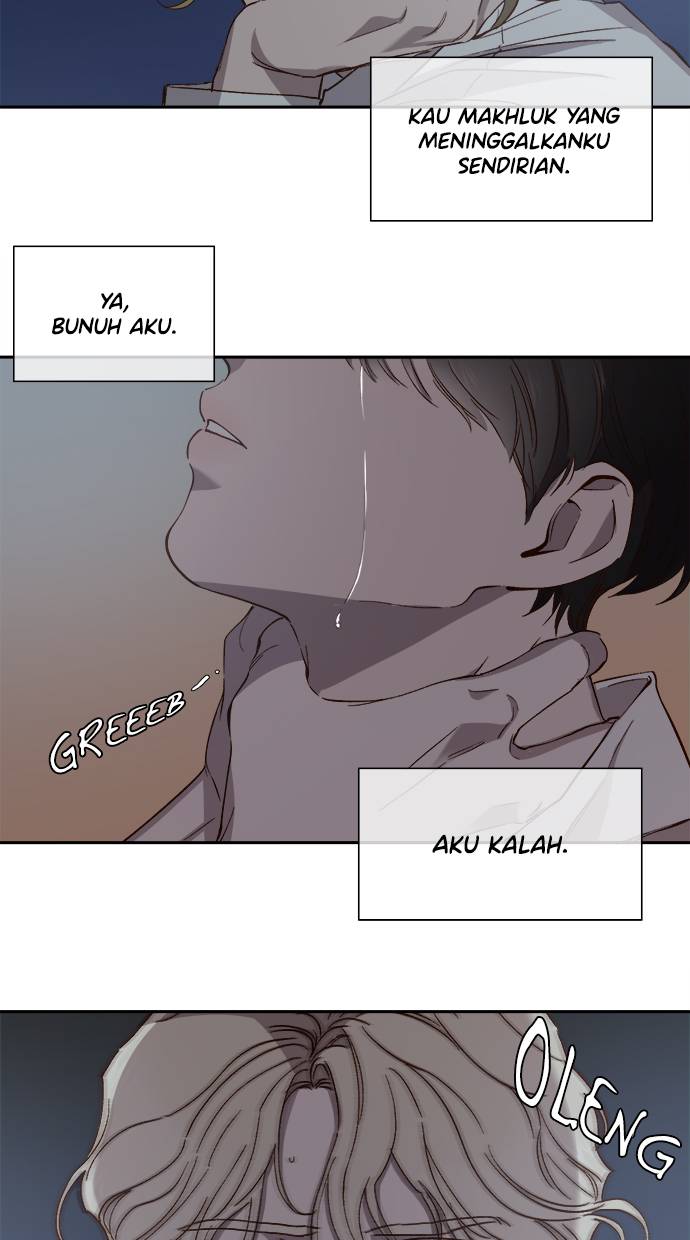 KAU MAKHLUK YANG
MENINGGALKANKU
SENDIRIAN.
YA,
BUNUH AKU.
GREEEB
AKU KALAH.
OLENG